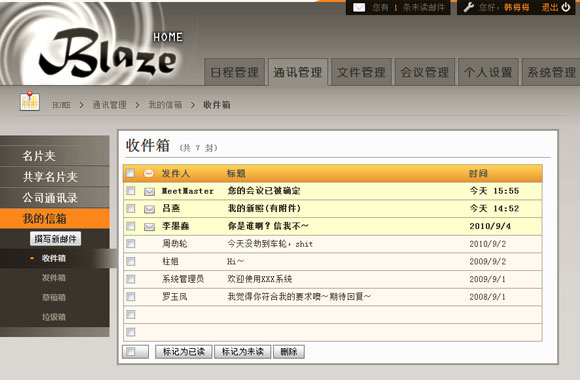 您有 1 条未读邮件
您好，韩梅梅 退出
HOME
Blaze
日程管理 通讯管理 文件管理 会议管理 个人设置 系统管理
HOME > 通讯管理 > 我的信箱 > 收件箱
名片夹
共享名片夹
公司通讯录
我的信箱
撰写新邮件
收件箱
发件箱
草稿箱
垃圾箱
收件箱 (共 7 封)
发件人 标题 时间
MeetMaster 您的会议已被确定 今天 15:55
吕燕 我的新照(有附件) 今天 14:52
你是谁啊？信我不～ 2010/9/4
周劲轮 今天没劲到车轮，shit 2010/9/2
柱姐 Hi～ 2009/9/2
系统管理员 欢迎使用XXX系统 2009/9/1
罗玉凤 我觉得你符合我的要求噢～期待回复～ 2008/9/1
标记为已读 标记为未读 删除